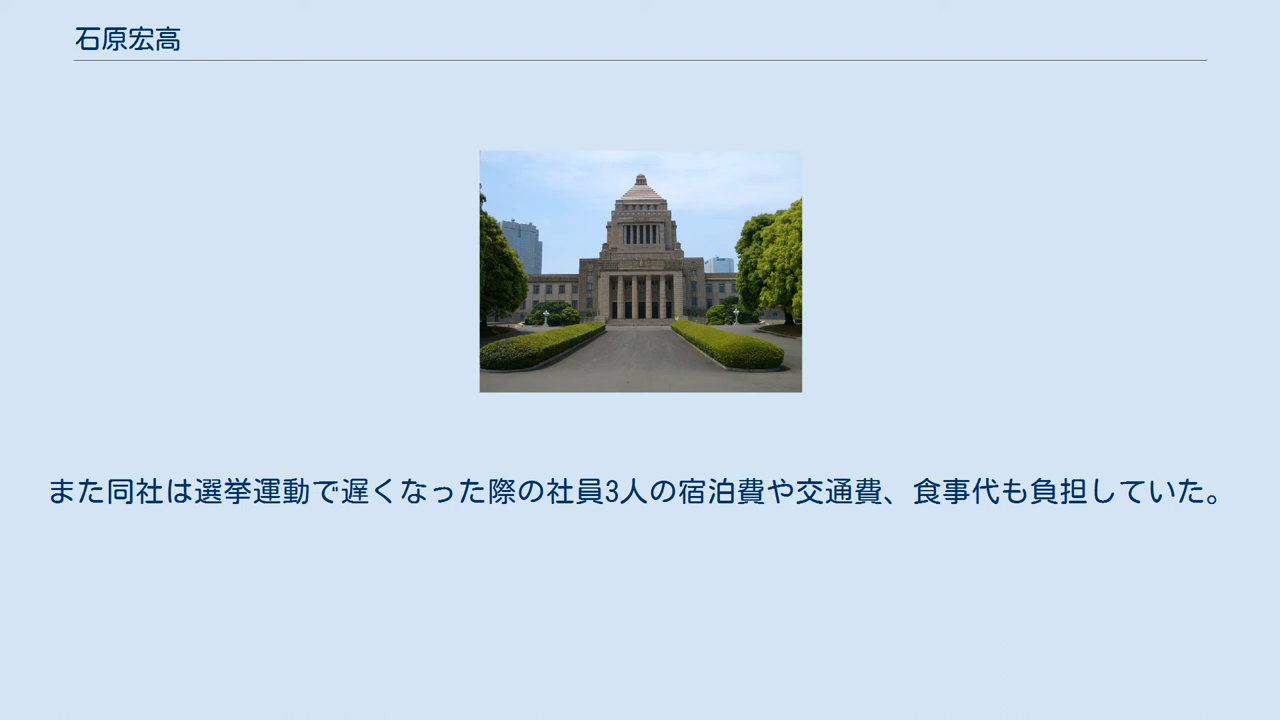 石原宏高
また同社は選挙運動で遅くなった際の社員3人の宿泊費や交通費、食事代も負担していた。